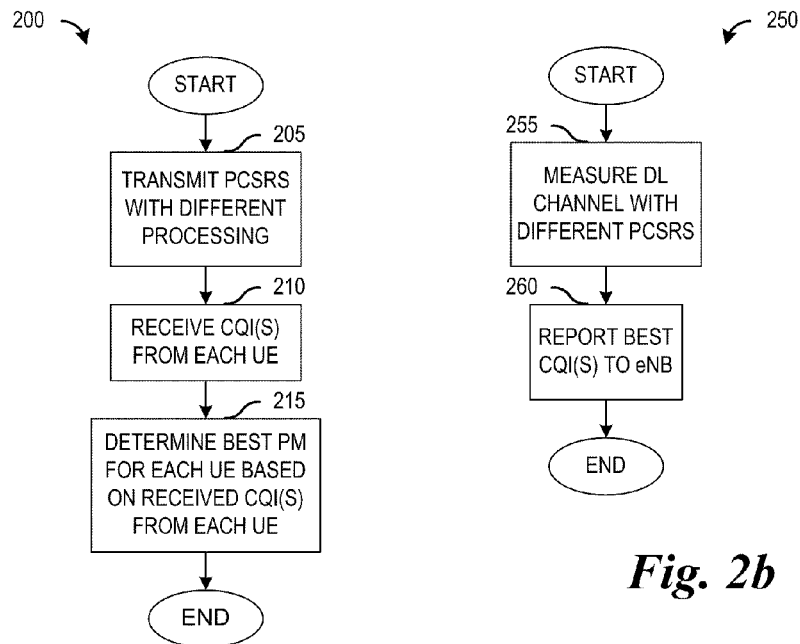 200
START
205
TRANSMIT PCSRS
WITH DIFFERENT
PROCESSING
210
RECEIVE CQI(S)
FROM EACH UE
215
DETERMINE BEST PM
FOR EACH UE BASED
ON RECEIVED CQI(S)
FROM EACH UE
END
250
START
255
MEASURE DL
CHANNEL WITH
DIFFERENT PCSRS
260
REPORT BEST
CQI(S) TO eNB
END
Fig. 2b